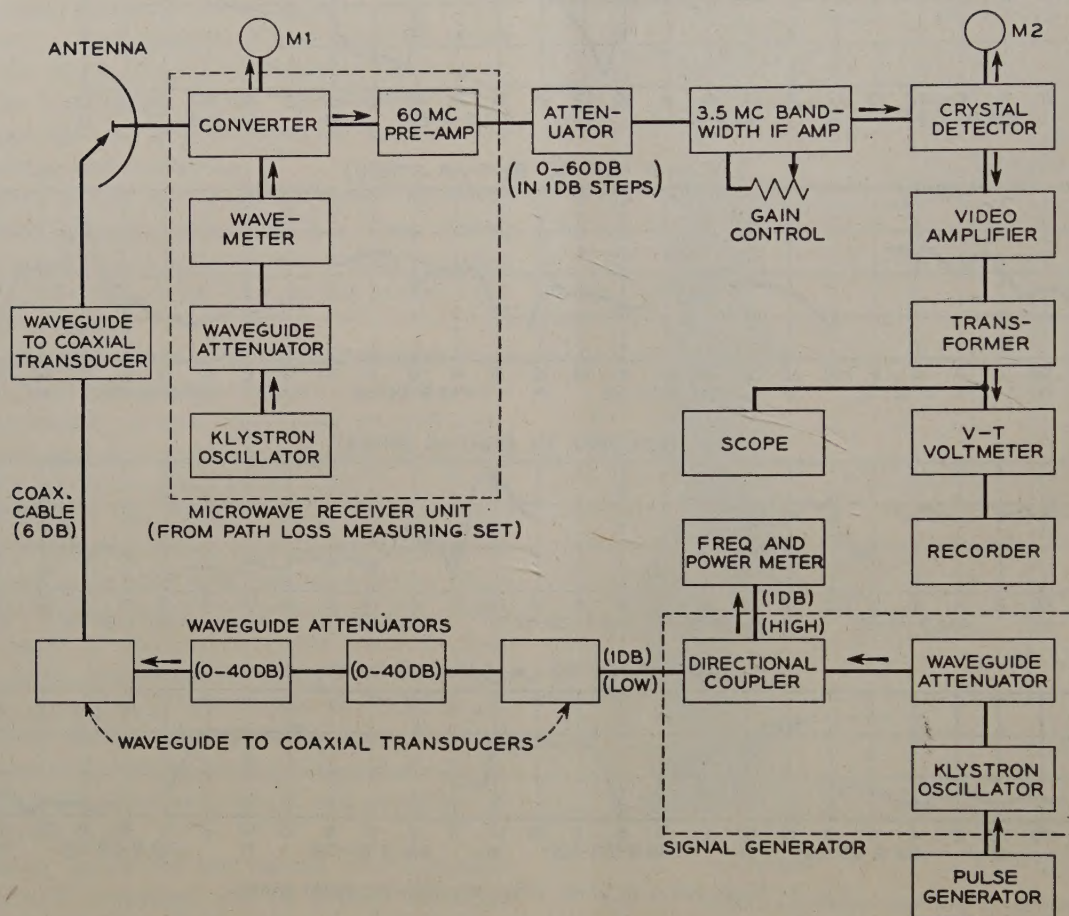 ANTENNA
M1
M2
CONVERTER
60 MC
PRE-AMP
ATTEN-
UATOR
(0-60 DB
IN 1DB STEPS)
3.5 MC BAND-
WIDTH IF AMP
GAIN
CONTROL
CRYSTAL
DETECTOR
WAVE-
METER
VIDEO
AMPLIFIER
WAVEGUIDE
TO COAXIAL
TRANSDUCER
WAVEGUIDE
ATTENUATOR
TRANS-
FORMER
KLYSTRON
OSCILLATOR
SCOPE
V-T
VOLTMETER
COAX.
CABLE
(6 DB)
MICROWAVE RECEIVER UNIT
(FROM PATH LOSS MEASURING SET)
FREQ AND
POWER METER
RECORDER
(1DB)
(HIGH)
WAVEGUIDE ATTENUATORS
(0-40 DB)
(0-40 DB)
(1DB)
(LOW)
DIRECTIONAL
COUPLER
WAVEGUIDE
ATTENUATOR
WAVEGUIDE TO COAXIAL TRANSDUCERS
KLYSTRON
OSCILLATOR
SIGNAL GENERATOR
PULSE
GENERATOR